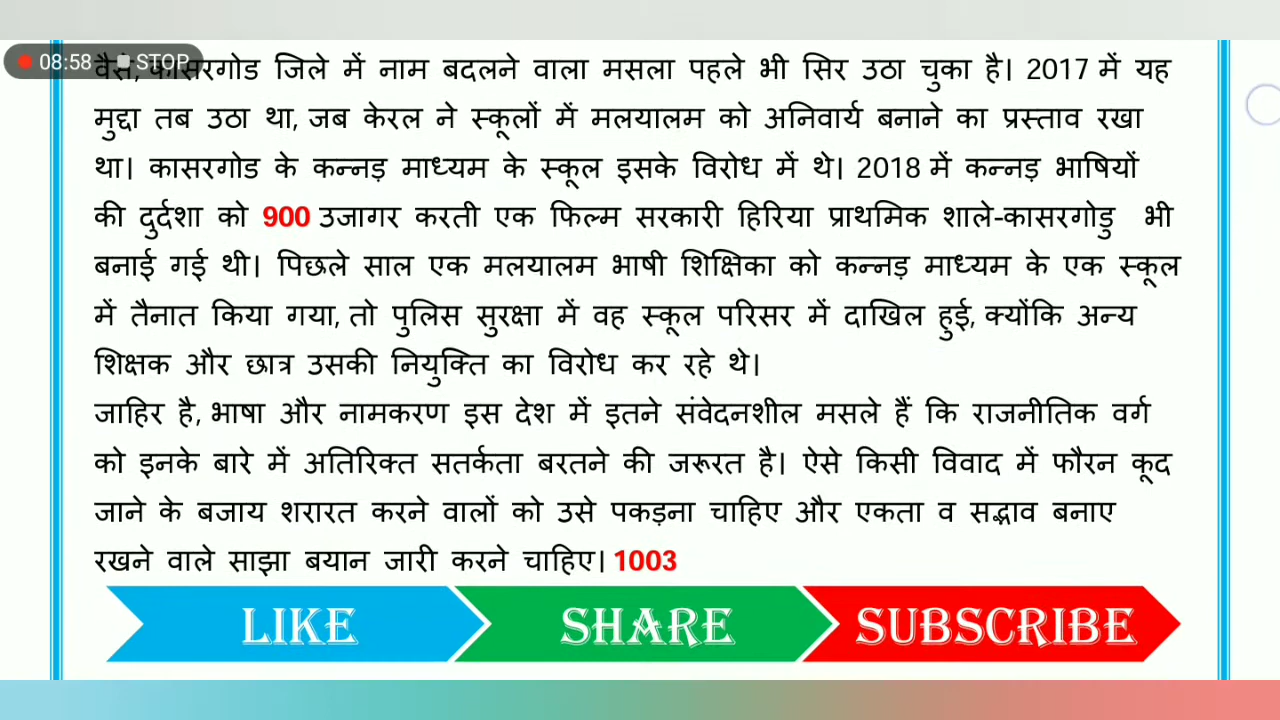 08:58 STOP
वैसे, कासरगोड जिले में नाम बदलने वाला मसला पहले भी सिर उठा चुका है। 2017 में यह
मुद्दा तब उठा था, जब केरल ने स्कूलों में मलयालम को अनिवार्य बनाने का प्रस्ताव रखा
था। कासरगोड के कन्नड़ माध्यम के स्कूल इसके विरोध में थे। 2018 में कन्नड़ भाषियों
की दुर्दशा को 900 उजागर करती एक फिल्म सरकारी हिरिया प्राथमिक शाले-कासरगोडु भी
बनाई गई थी। पिछले साल एक मलयालम भाषी शिक्षिका को कन्नड़ माध्यम के एक स्कूल
में तैनात किया गया, तो पुलिस सुरक्षा में वह स्कूल परिसर में दाखिल हुई, क्योंकि अन्य
शिक्षक और छात्र उसकी नियुक्ति का विरोध कर रहे थे।
जाहिर है, भाषा और नामकरण इस देश में इतने संवेदनशील मसले हैं कि राजनीतिक वर्ग
को इनके बारे में अतिरिक्त सतर्कता बरतने की जरूरत है। ऐसे किसी विवाद में फौरन कूद
जाने के बजाय शरारत करने वालों को उसे पकड़ना चाहिए और एकता व सद्भाव बनाए
रखने वाले साझा बयान जारी करने चाहिए। 1003
LIKE SHARE SUBSCRIBE